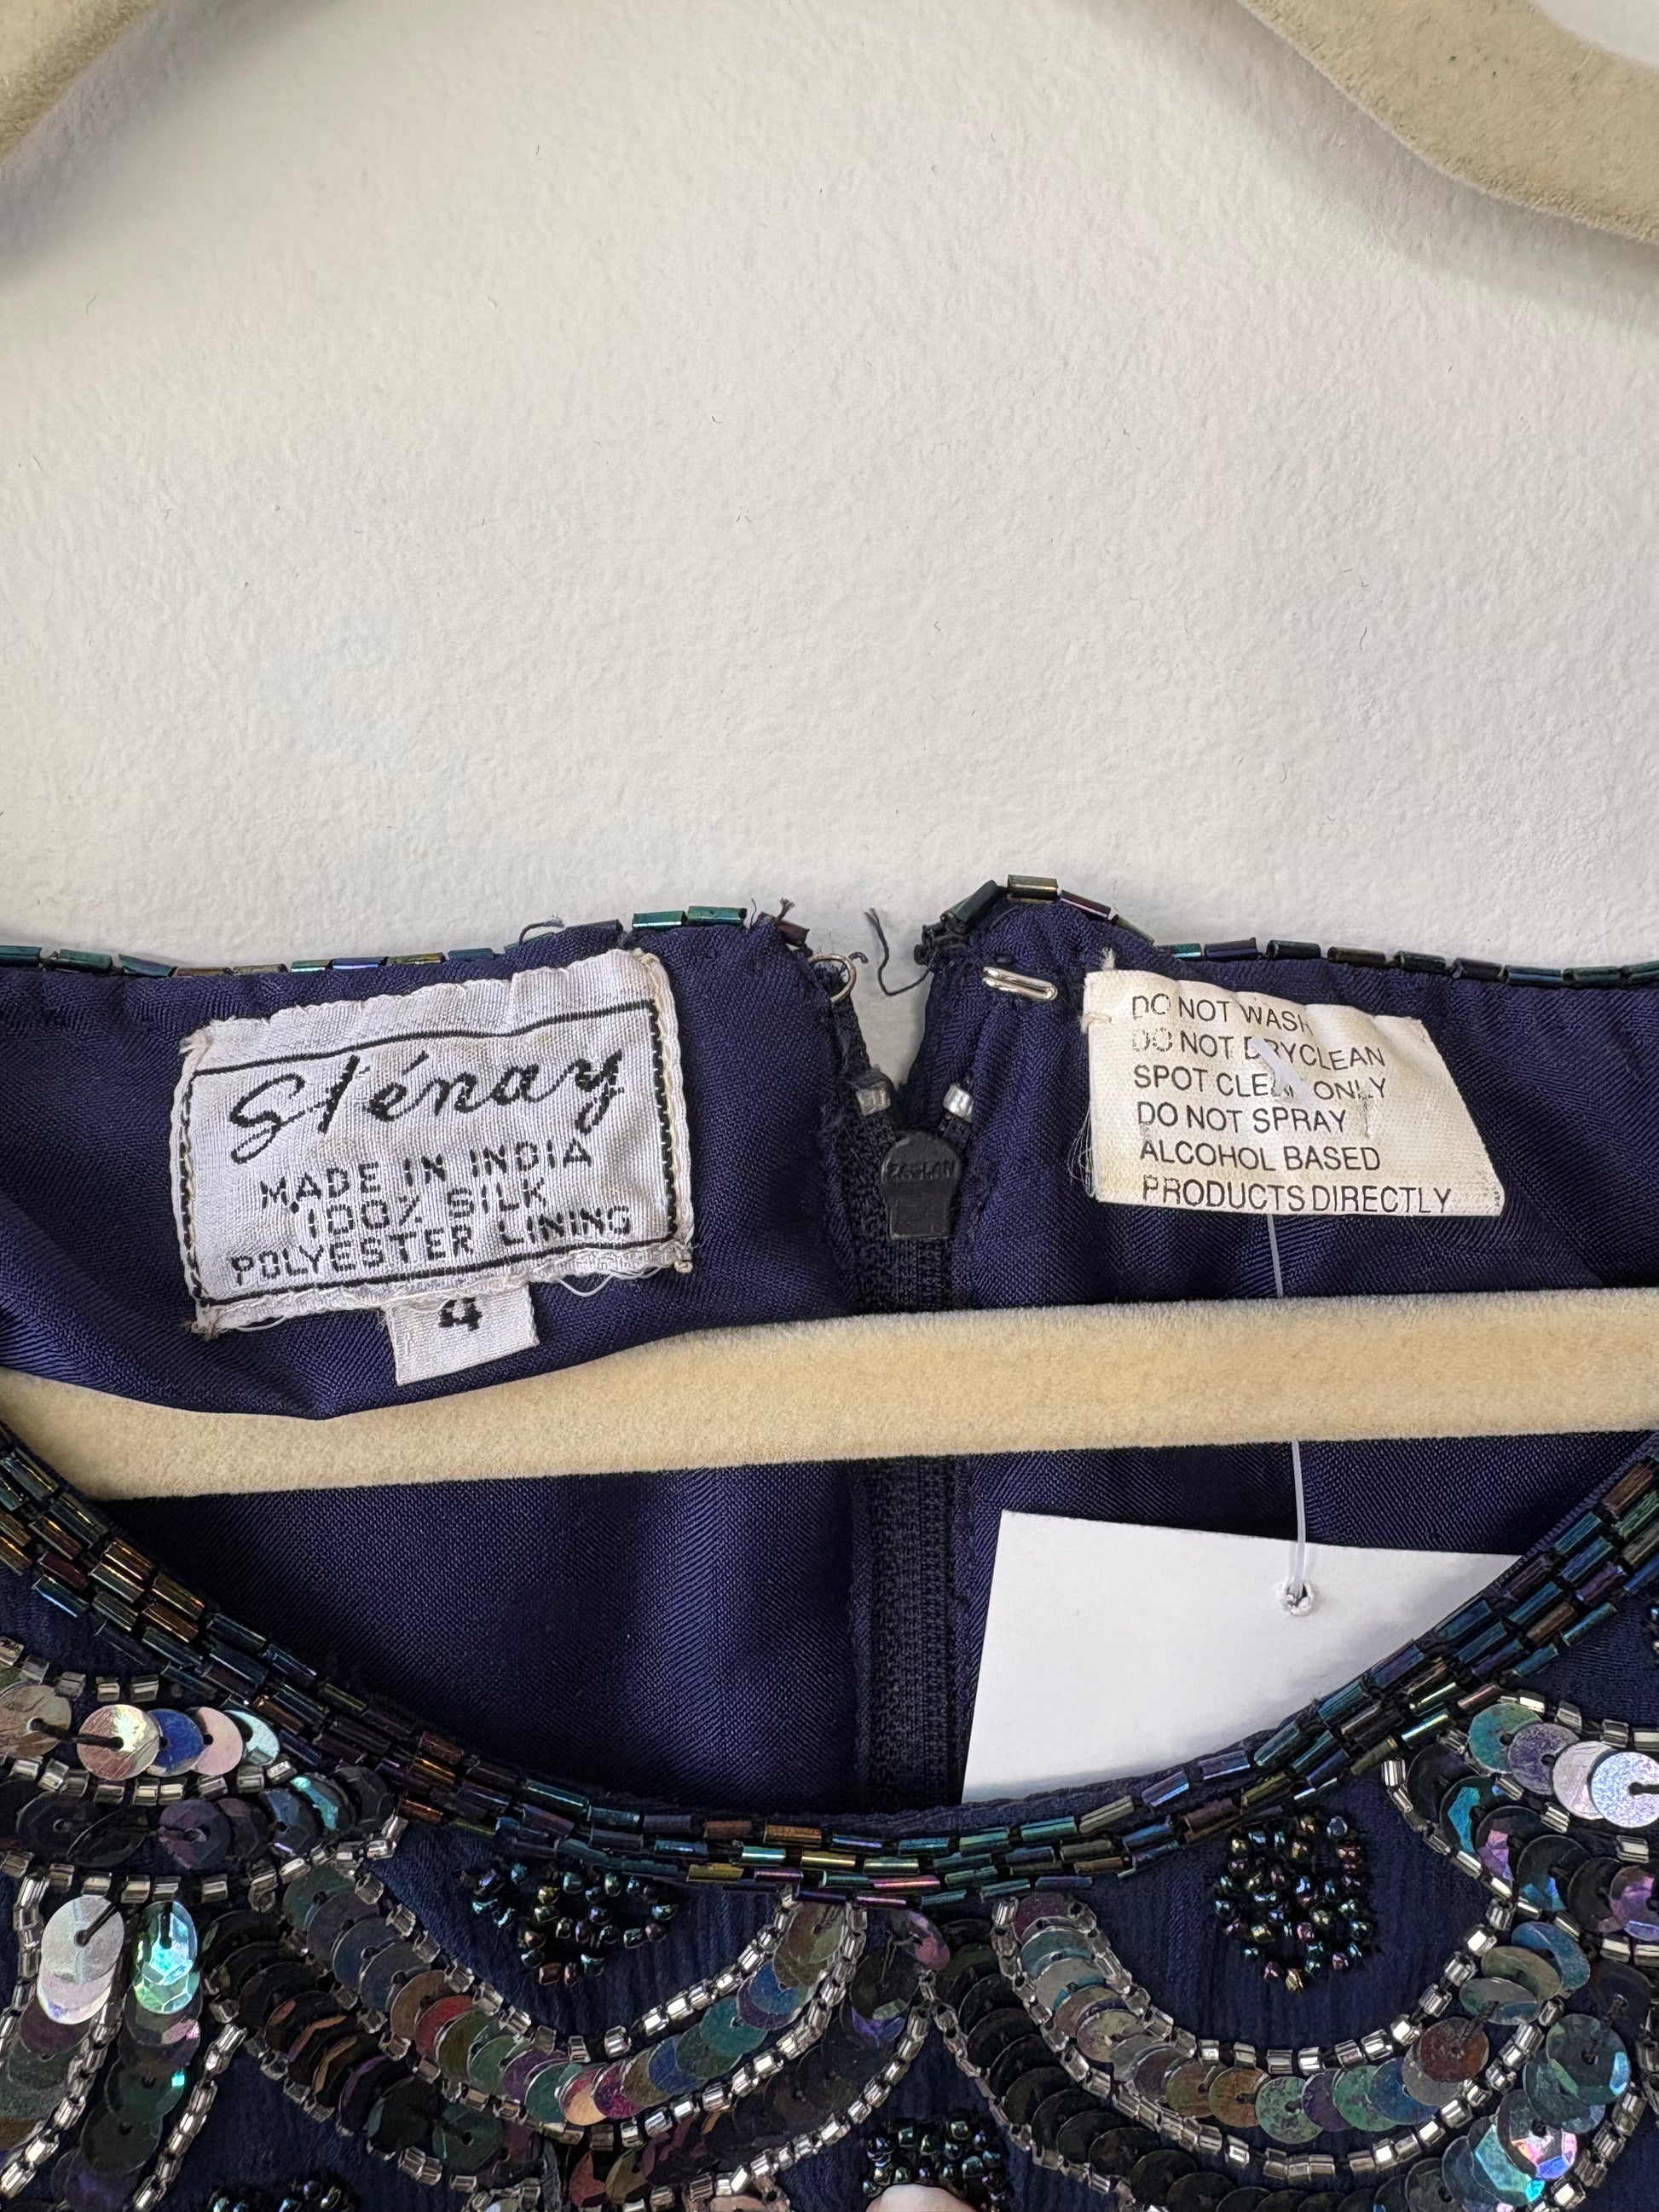 Sténay
MADE IN INDIA
100% SILK
POLYESTER LINING
4
DO NOT WASH
DO NOT DRYCLEAN
SPOT CLEAN ONLY
DO NOT SPRAY
ALCOHOL BASED
PRODUCTS DIRECTLY